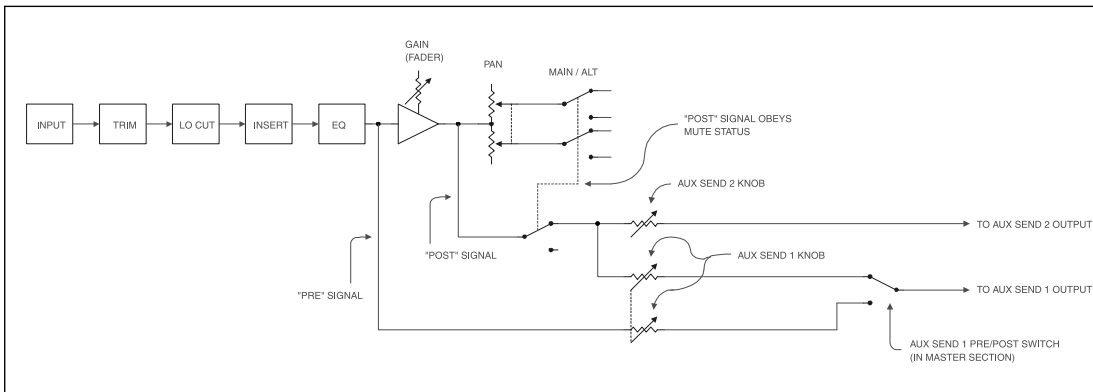 GAIN
(FADER)
PAN
MAIN / ALT
INPUT
TRIM
LO CUT
INSERT
EQ
"POST" SIGNAL OBEYS
MUTE STATUS
AUX SEND 2 KNOB
TO AUX SEND 2 OUTPUT
"POST" SIGNAL
AUX SEND 1 KNOB
"PRE" SIGNAL
TO AUX SEND 1 OUTPUT
AUX SEND 1 PRE/POST SWITCH
(IN MASTER SECTION)